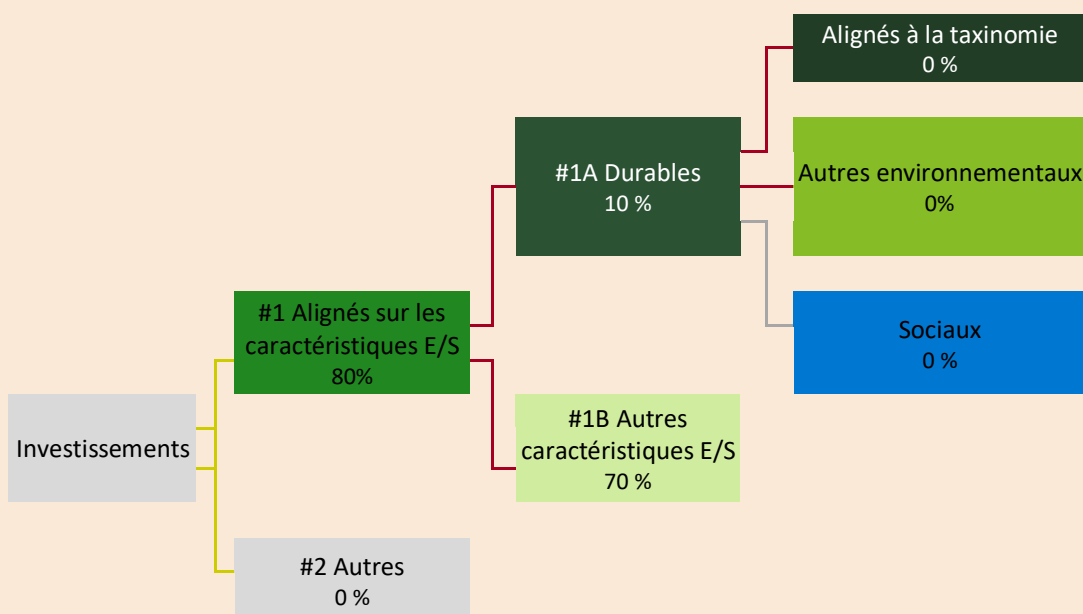 Alignés à la taxinomie
0 %
#1A Durables
10 %
Autres environnementaux
0%
#1 Alignés sur les
caractéristiques E/S
80%
Sociaux
0 %
Investissements
#1B Autres
caractéristiques E/S
70 %
#2 Autres
0 %